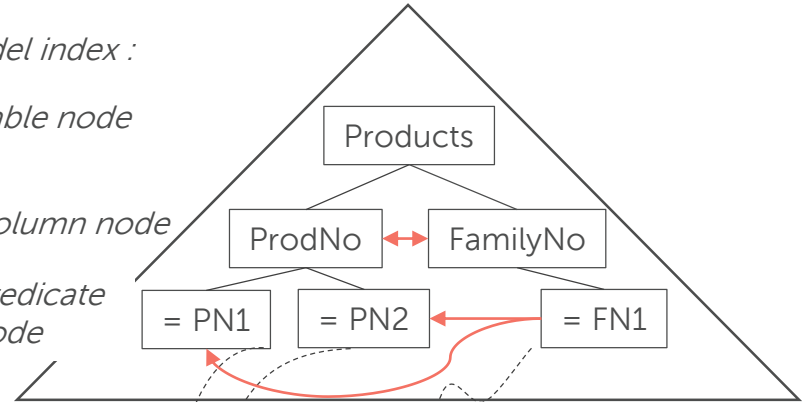 del index :
ble node
Products
olumn node
ProdNo
FamilyNo
edicate
ode
= PN1
= PN2
= FN1